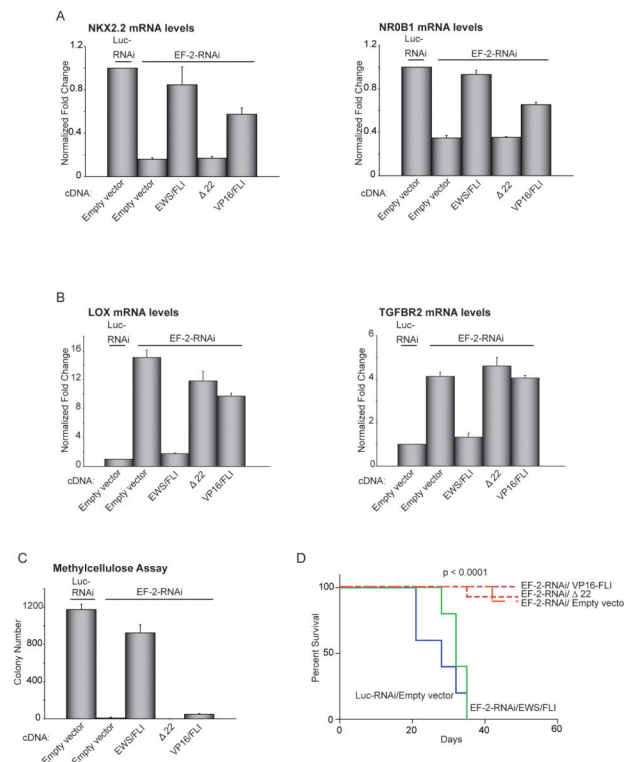 A
NKX2.2 mRNA levels
Luc-
RNAi
EF-2-RNAi
Normalized Fold Change
1.2
0.8
0.4
0
cDNA:
Empty vector
Empty vector
EWS/FLI
Δ 22
VP16/FLI
NR0B1 mRNA levels
Luc-
RNAi
EF-2-RNAi
Normalized Fold Change
1.2
0.8
0.4
0
cDNA:
Empty vector
Empty vector
EWS/FLI
Δ 22
VP16/FLI
B
LOX mRNA levels
Luc-
RNAi
EF-2-RNAi
Normalized Fold Change
16
12
8
4
0
cDNA:
Empty vector
Empty vector
EWS/FLI
Δ 22
VP16/FLI
TGFBR2 mRNA levels
Luc-
RNAi
EF-2-RNAi
Normalized Fold Change
6
4
2
0
cDNA:
Empty vector
Empty vector
EWS/FLI
Δ 22
VP16/FLI
C
Methylcellulose Assay
Luc-
RNAi
EF-2-RNAi
Colony Number
1200
800
400
0
cDNA:
Empty vector
Empty vector
EWS/FLI
Δ 22
VP16/FLI
D
p < 0.0001
EF-2-RNAi/ VP16-FLI
EF-2-RNAi/ Δ 22
EF-2-RNAi/ Empty vecto
Percent Survival
100
50
0
Luc-RNAi/Empty vector
EF-2-RNAi/EWS/FLI
0
20
40
60
Days